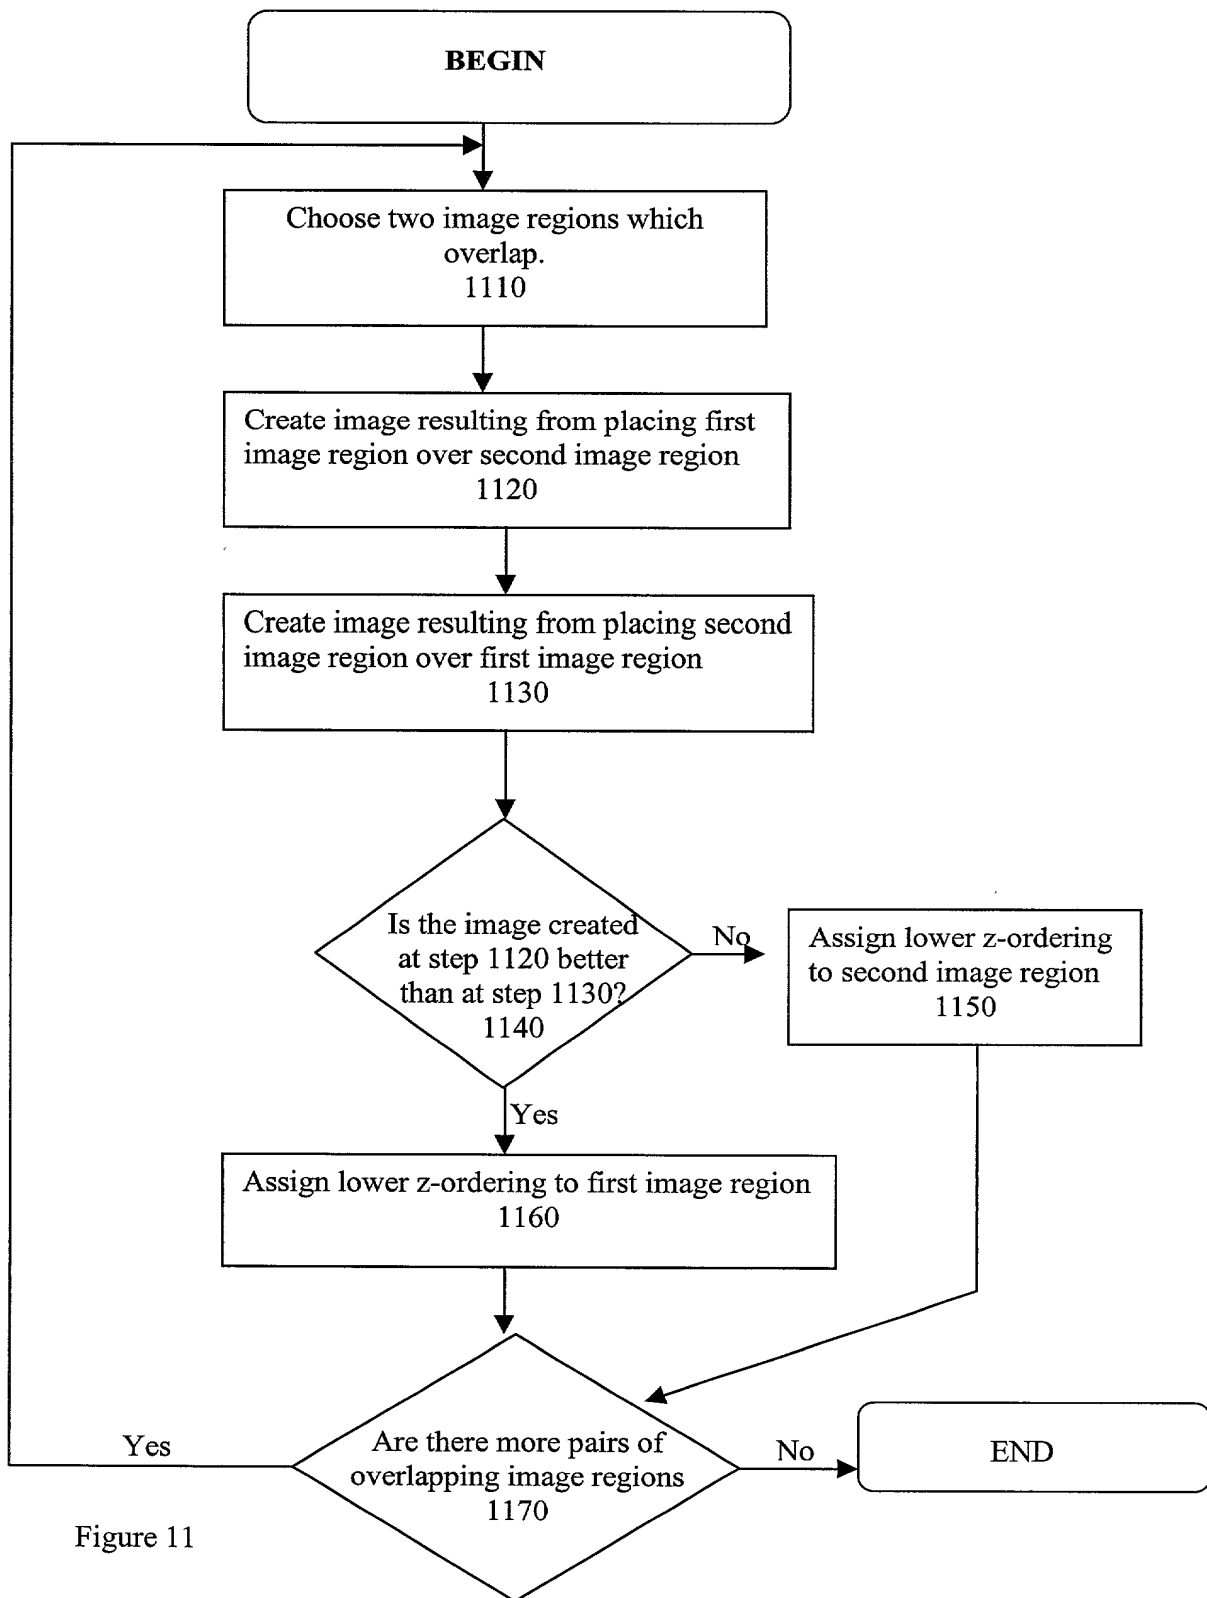 BEGIN
Choose two image regions which
overlap.
1110
Create image resulting from placing first
image region over second image region
1120
Create image resulting from placing second
image region over first image region
1130
Is the image created
at step 1120 better
than at step 1130?
1140
No
Assign lower z-ordering
to second image region
1150
Yes
Assign lower z-ordering to first image region
1160
Yes
Are there more pairs of
overlapping image regions
1170
No
END
Figure 11